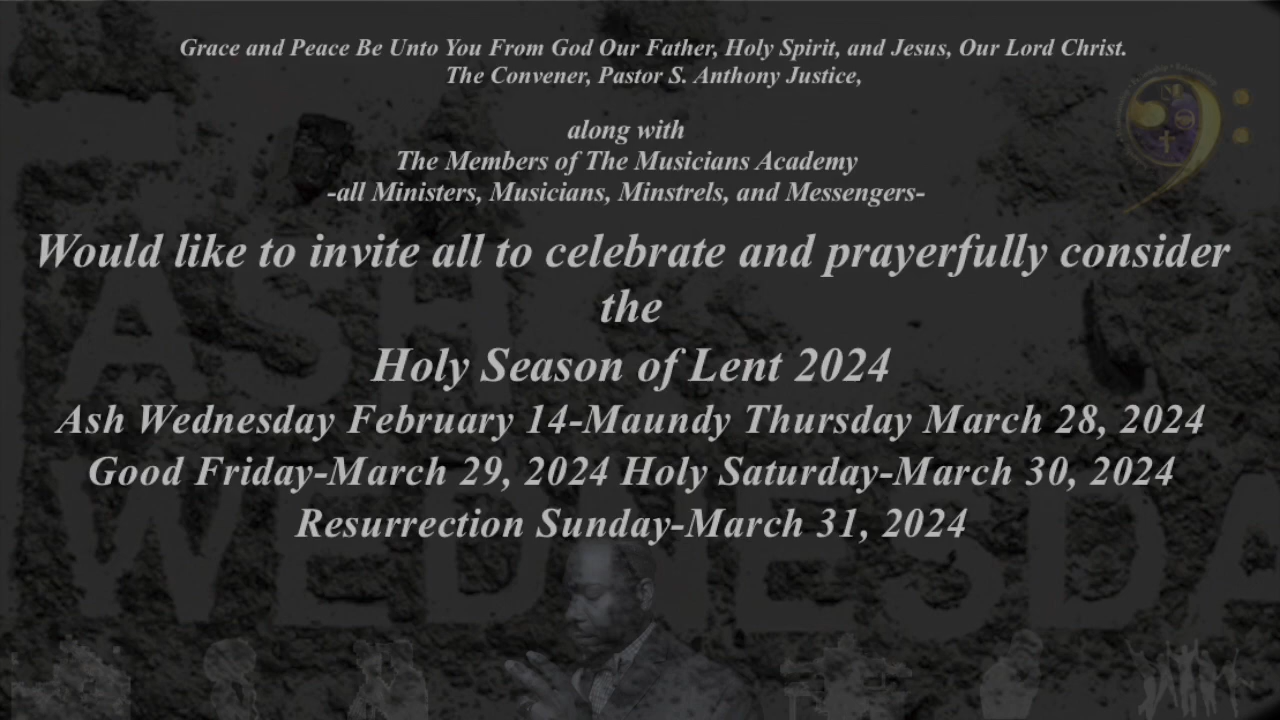 Grace and Peace Be Unto You From God Our Father, Holy Spirit, and Jesus, Our Lord Christ.
The Convener, Pastor S. Anthony Justice,
along with
The Members of The Musicians Academy
-all Ministers, Musicians, Minstrels, and Messengers-
Would like to invite all to celebrate and prayerfully consider
the
Holy Season of Lent 2024
Ash Wednesday February 14-Maundy Thursday March 28, 2024
Good Friday-March 29, 2024 Holy Saturday-March 30, 2024
Resurrection Sunday-March 31, 2024
ASH
WEDNESDA